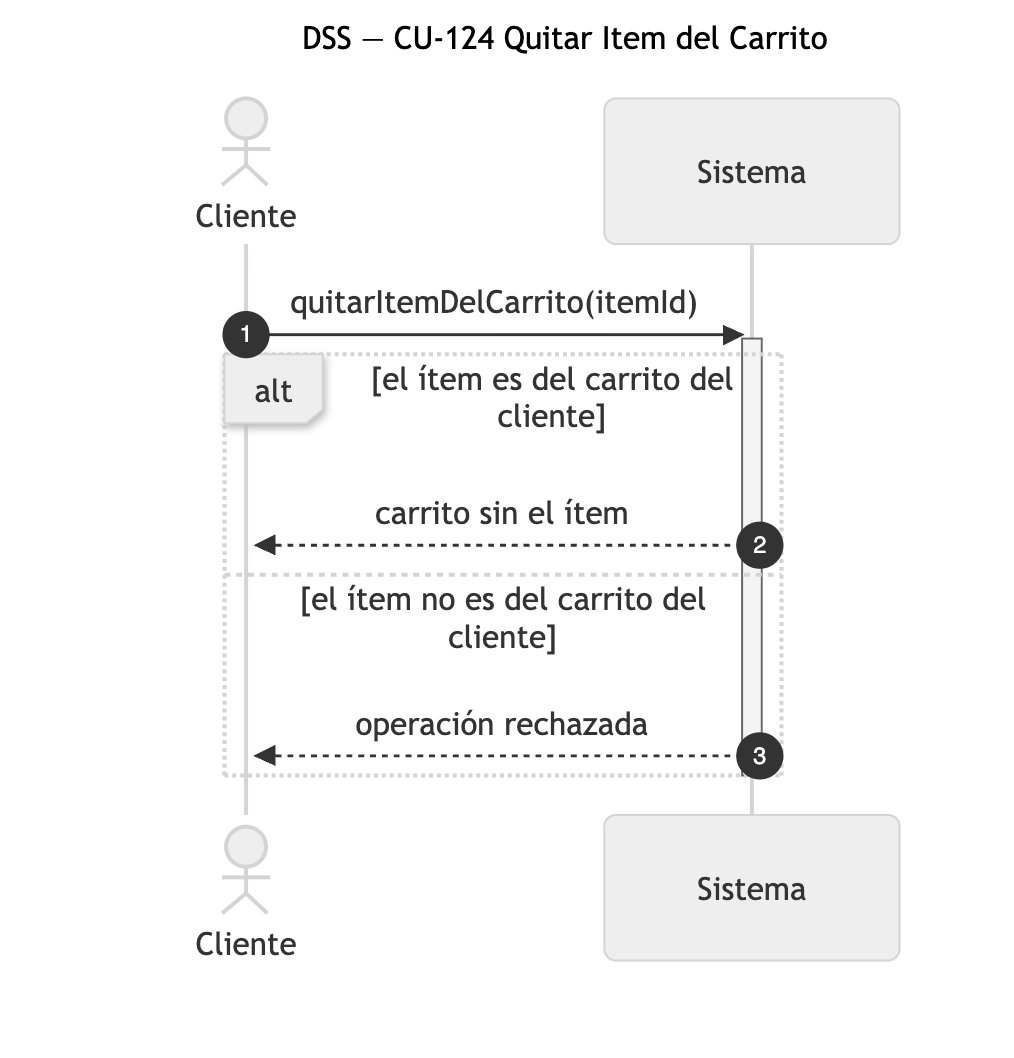 DSS — CU-124 Quitar Item del Carrito
Cliente
Sistema
quitarItemDelCarrito(itemId)
1
alt
[el ítem es del carrito del
cliente]
carrito sin el ítem
2
[el ítem no es del carrito del
cliente]
operación rechazada
3
Cliente
Sistema